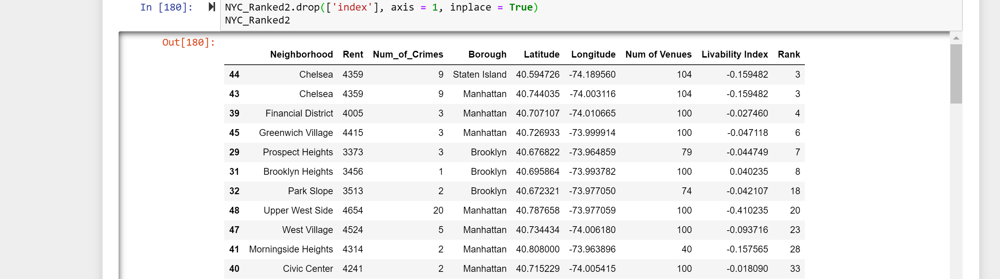 In [180]: NYC_Ranked2.drop(['index'], axis = 1, inplace = True)
NYC_Ranked2
Out[180]:
Neighborhood Rent Num_of_Crimes Borough Latitude Longitude Num of Venues Livability Index Rank
44 Chelsea 4359 9 Staten Island 40.594726 -74.189560 104 -0.159482 3
43 Chelsea 4359 9 Manhattan 40.744035 -74.003116 104 -0.159482 3
39 Financial District 4005 3 Manhattan 40.707107 -74.010665 100 -0.027460 4
45 Greenwich Village 4415 3 Manhattan 40.726933 -73.999914 100 -0.047118 6
29 Prospect Heights 3373 3 Brooklyn 40.676822 -73.964859 79 -0.044749 7
31 Brooklyn Heights 3456 1 Brooklyn 40.695864 -73.993782 100 0.040235 8
32 Park Slope 3513 2 Brooklyn 40.672321 -73.977050 74 -0.042107 18
48 Upper West Side 4654 20 Manhattan 40.787658 -73.977059 100 -0.410235 20
47 West Village 4524 5 Manhattan 40.734434 -74.006180 100 -0.093716 23
41 Morningside Heights 4314 2 Manhattan 40.808000 -73.963896 40 -0.157565 28
40 Civic Center 4241 2 Manhattan 40.715229 -74.005415 100 -0.018090 33